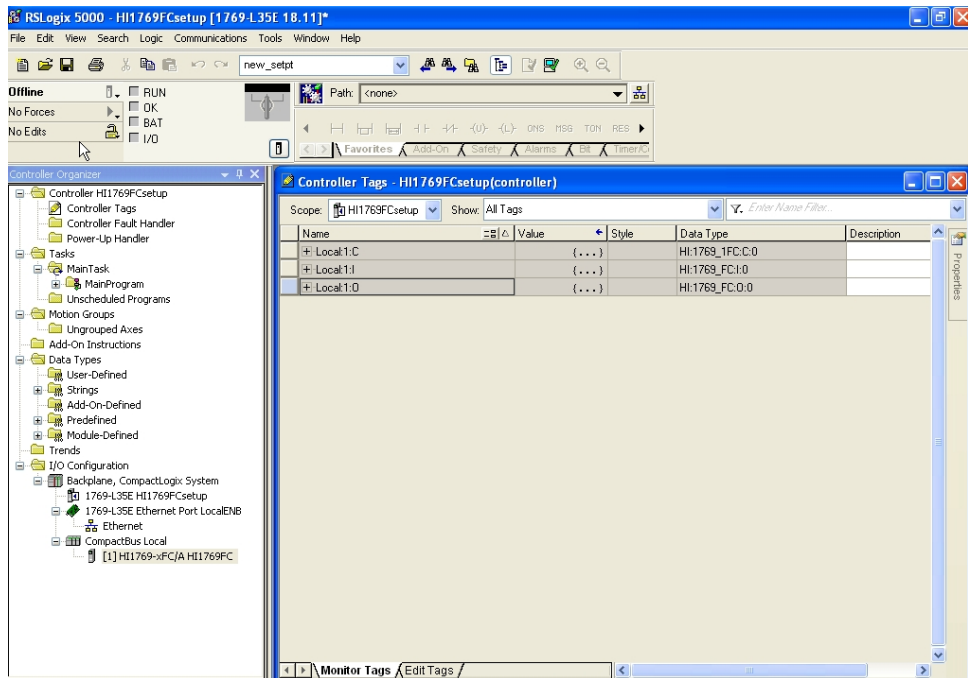 RSLogix 5000 - HI1769FCsetup [1769-L35E 18.11]*
File Edit View Search Logic Communications Tools Window Help
new_setpt
Offline
RUN
No Forces
OK
No Edits
BAT
I/O
Path: <none>
ONS MSG TON RES
Favorites Add-On Safety Alarms Bit Timer/C
Controller Organizer
Controller HI1769FCsetup
Controller Tags
Controller Fault Handler
Power-Up Handler
Tasks
MainTask
MainProgram
Unscheduled Programs
Motion Groups
Ungrouped Axes
Add-On Instructions
Data Types
User-Defined
Strings
Add-On-Defined
Predefined
Module-Defined
Trends
I/O Configuration
Backplane, CompactLogix System
1769-L35E HI1769FCsetup
1769-L35E Ethernet Port LocalENB
Ethernet
CompactBus Local
[1] HI1769-xFC/A HI1769FC
Controller Tags - HI1769FCsetup(controller)
Scope: HI1769FCsetup Show: All Tags Enter Name Filter...
Name Value Style Data Type Description
+ Local:1:C {...} HI:1769_1FC:C:0
+ Local:1:I {...} HI:1769_FC:I:0
+ Local:1:O {...} HI:1769_FC:O:0
Properties
Monitor Tags Edit Tags